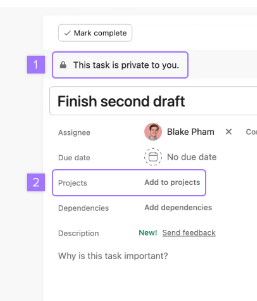 Mark complete
1
This task is private to you.
Finish second draft
Assignee Blake Pham ×
Due date No due date
2
Projects Add to projects
Dependencies Add dependencies
Description New! Send feedback
Why is this task important?